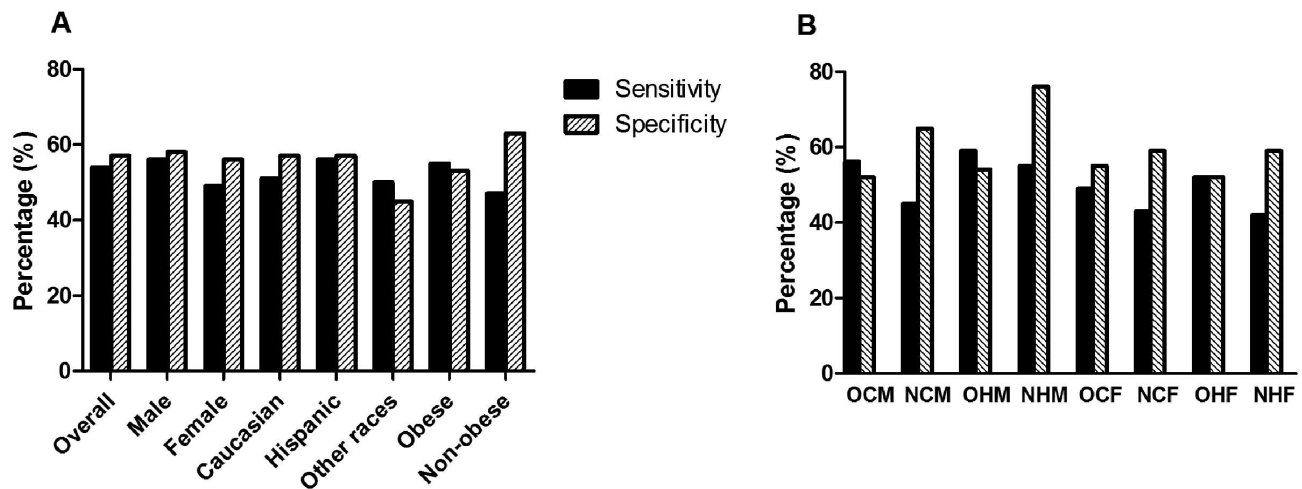 A
Percentage (%)
80
60
40
20
0
Overall
Male
Female
Caucasian
Hispanic
Other races
Obese
Non-obese
Sensitivity
Specificity
B
Percentage (%)
80
60
40
20
0
OCM NCM OHM NHM OCF NCF OHF NHF